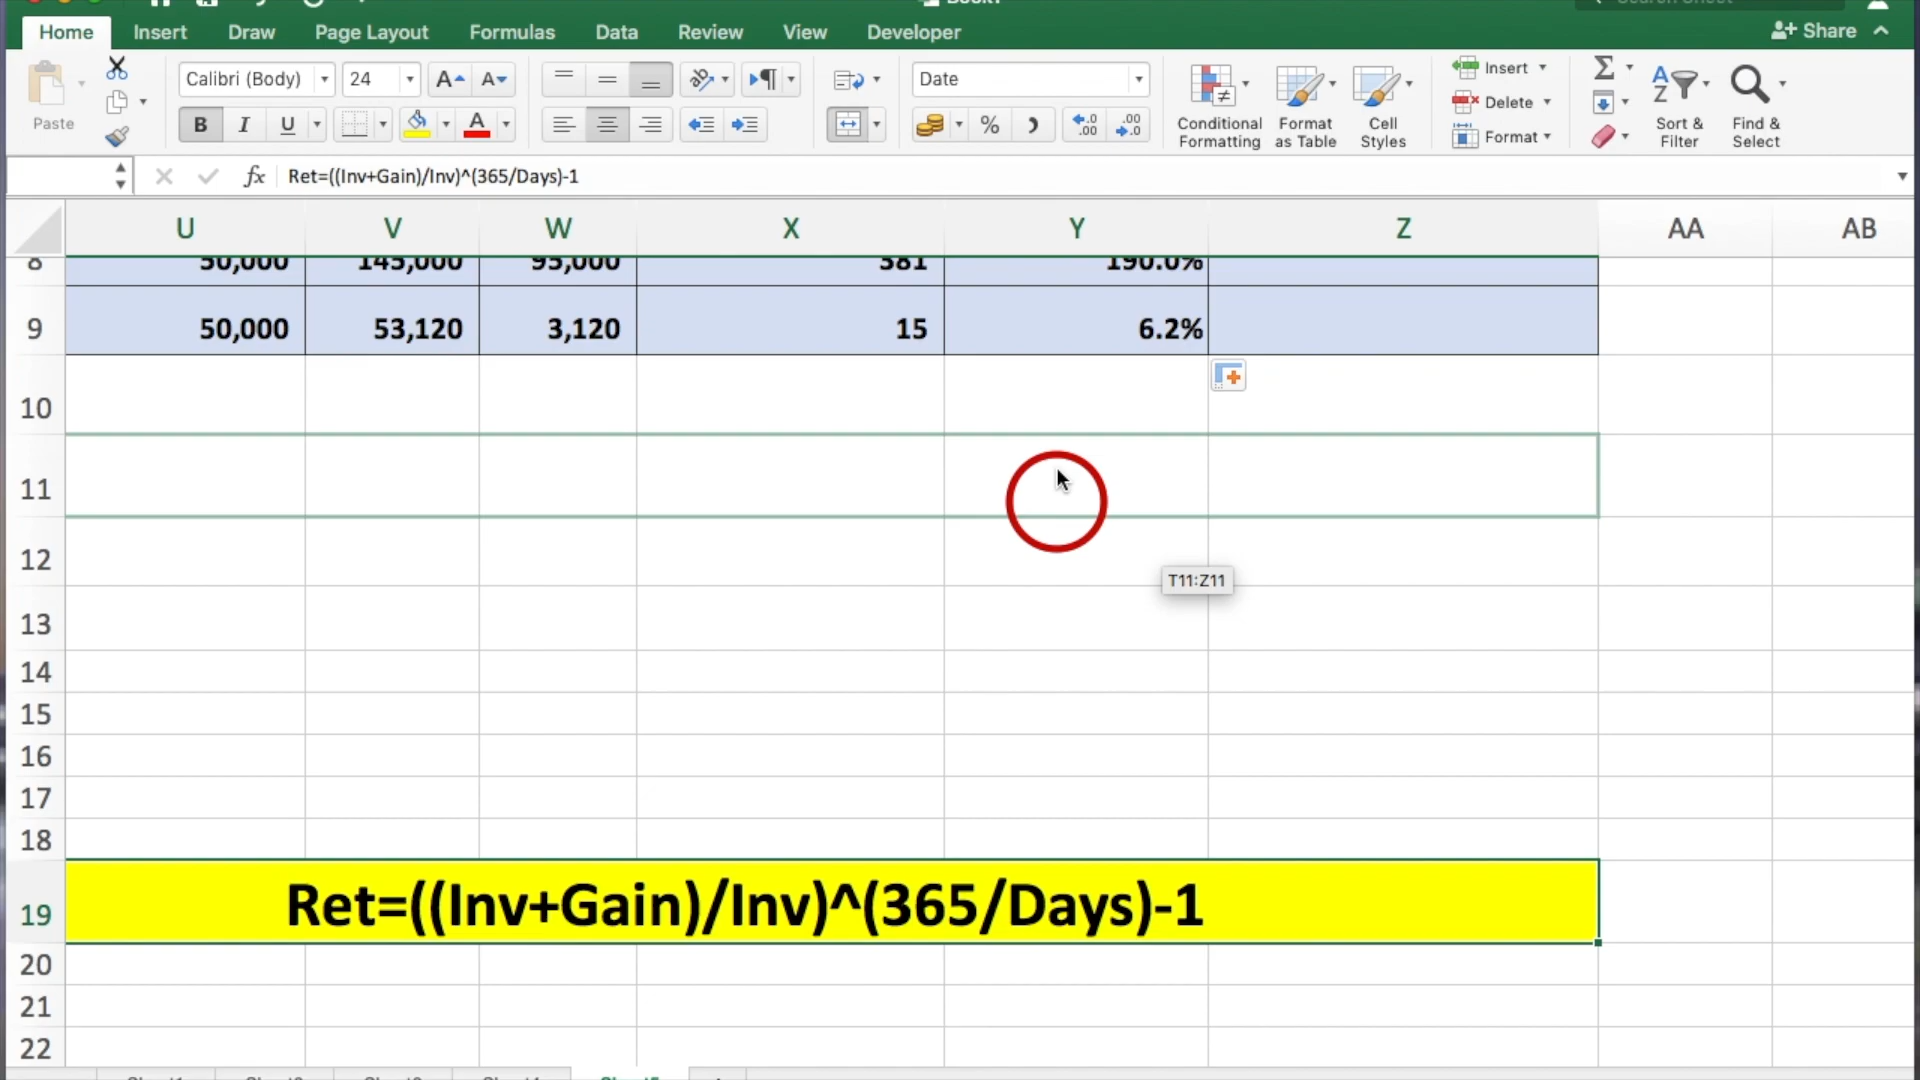 Home Insert Draw Page Layout Formulas Data Review View Developer Share
Calibri (Body) 24 Date Insert
Delete
Paste Conditional Formatting Format as Table Cell Styles Format Sort & Filter Find & Select
fx Ret=((Inv+Gain)/Inv)^(365/Days)-1
U V W X Y Z AA AB
8 50,000 145,000 95,000 381 190.0%
9 50,000 53,120 3,120 15 6.2%
10
11
12
T11:Z11
13
14
15
16
17
18
19 Ret=((Inv+Gain)/Inv)^(365/Days)-1
20
21
22